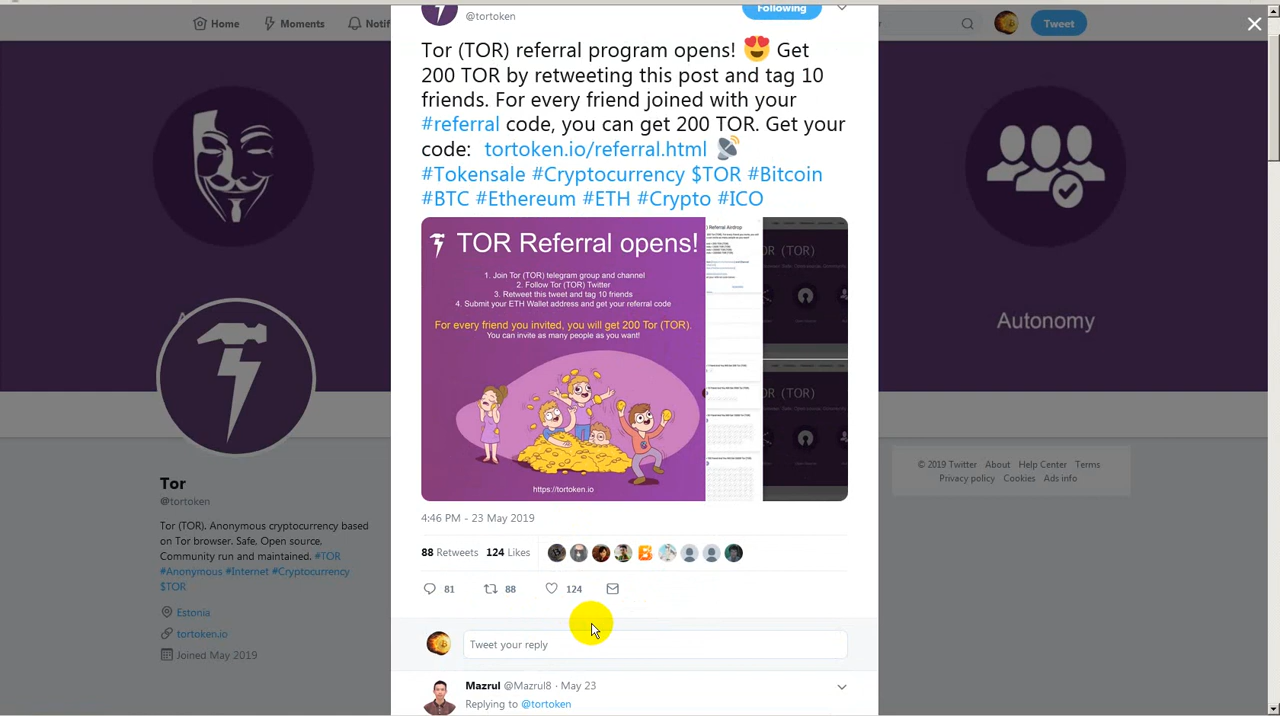 Home
Moments
Notif
Tweet
@tortoken
Following
Tor (TOR) referral program opens! 😍 Get
200 TOR by retweeting this post and tag 10
friends. For every friend joined with your
#referral code, you can get 200 TOR. Get your
code: tortoken.io/referral.html 📡
#Tokensale #Cryptocurrency $TOR #Bitcoin
#BTC #Ethereum #ETH #Crypto #ICO
TOR Referral opens!
1. Join Tor (TOR) telegram group and channel
2. Follow Tor (TOR) Twitter
3. Retweet this tweet and tag 10 friends
4. Submit your ETH Wallet address and get your referral code
For every friend you invited, you will get 200 Tor (TOR).
You can invite as many people as you want!
https://tortoken.io
Referral Airdrop
(TOR)
(TOR)
4:46 PM - 23 May 2019
88 Retweets 124 Likes
81 88 124
Tweet your reply
Mazrul @Mazrul8 · May 23
Replying to @tortoken
Tor
@tortoken
Tor (TOR). Anonymous cryptocurrency based
on Tor browser. Safe, Open source,
Community run and maintained. #TOR
#Anonymous #Internet #Cryptocurrency
$TOR
Estonia
tortoken.io
Joined May 2019
Autonomy
© 2019 Twitter About Help Center Terms
Privacy policy Cookies Ads info